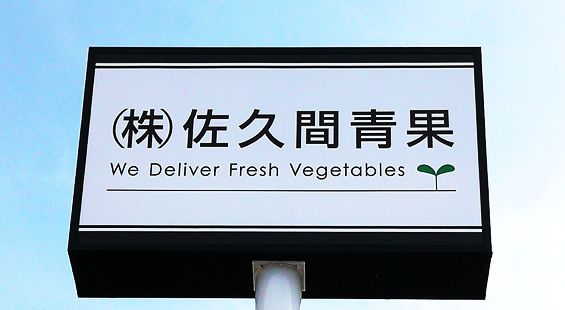 ㈱佐久間青果
We Deliver Fresh Vegetables